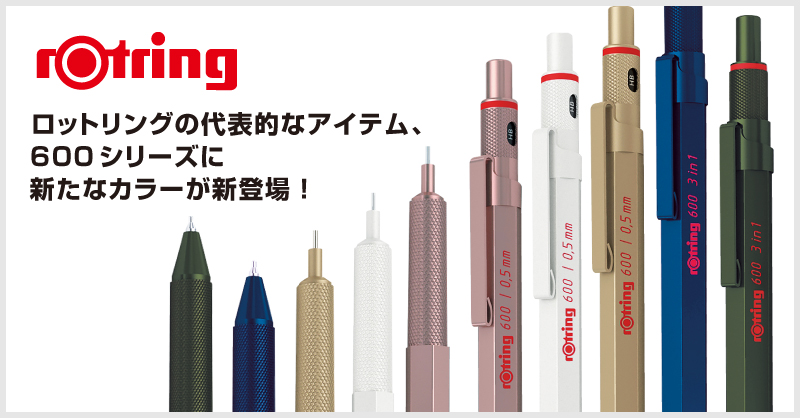 rotring
ロットリングの代表的なアイテム、
600シリーズに
新たなカラーが新登場！
HB
HB
HB
rotring 600 | 0,5 mm
rotring 600 | 0,5 mm
rotring 600 | 0,5 mm
rotring 600 3 in 1
rotring 600 3 in 1